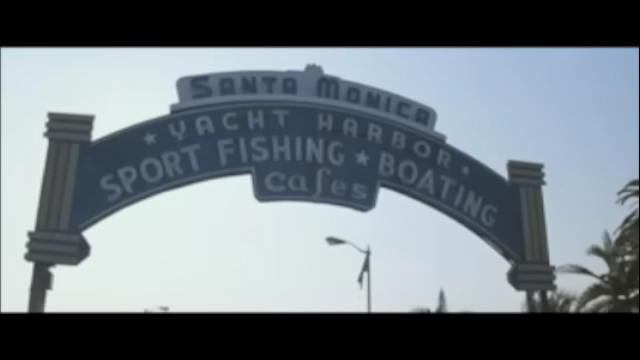 SANTA MONICA
★ YACHT HARBOR ★
SPORT FISHING ★ BOATING
Cafes